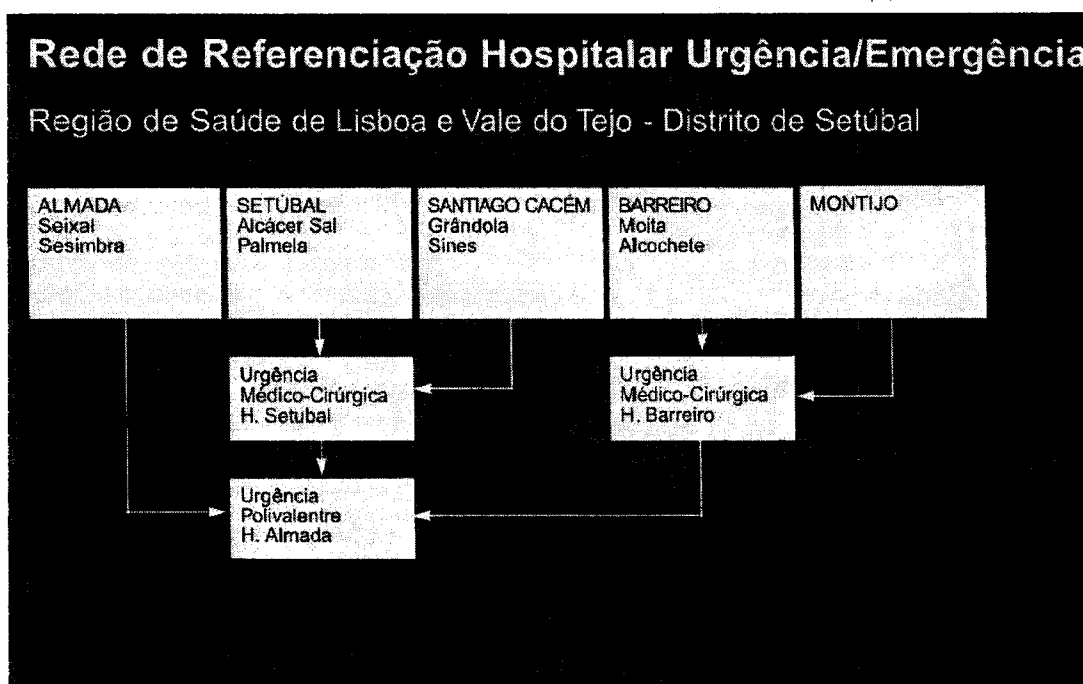 Rede de Referenciação Hospitalar Urgência/Emergência
Região de Saúde de Lisboa e Vale do Tejo - Distrito de Setúbal
ALMADA
Seixal
Sesimbra
SETÚBAL
Alcácer Sal
Palmela
SANTIAGO CACÉM
Grândola
Sines
BARREIRO
Moita
Alcochete
MONTIJO
Urgência
Médico-Cirúrgica
H. Setubal
Urgência
Médico-Cirúrgica
H. Barreiro
Urgência
Polivalentre
H. Almada